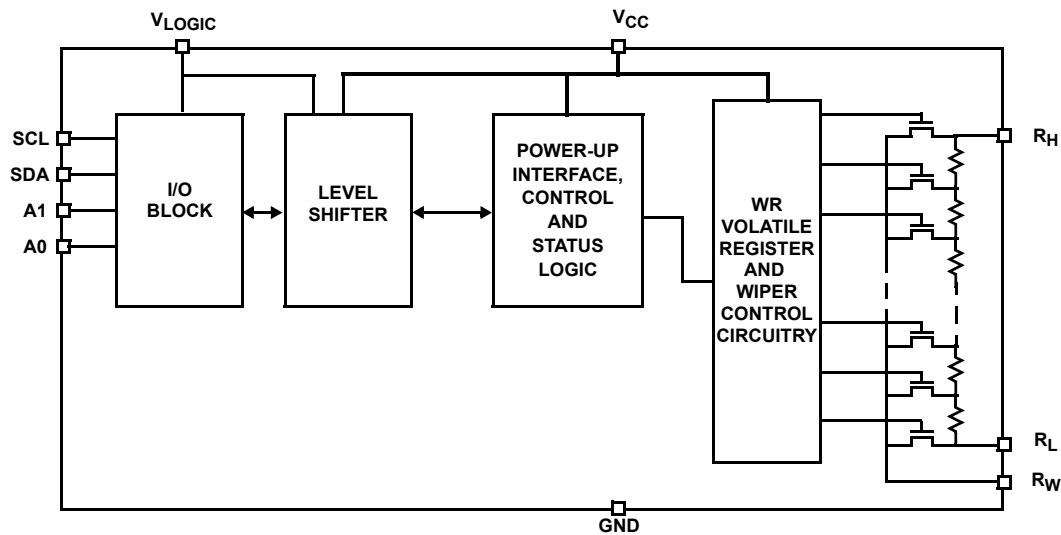 VLOGIC
VCC
SCL
SDA
A1
A0
I/O
BLOCK
LEVEL
SHIFTER
POWER-UP
INTERFACE,
CONTROL
AND
STATUS
LOGIC
WR
VOLATILE
REGISTER
AND
WIPER
CONTROL
CIRCUITRY
RH
RL
RW
GND